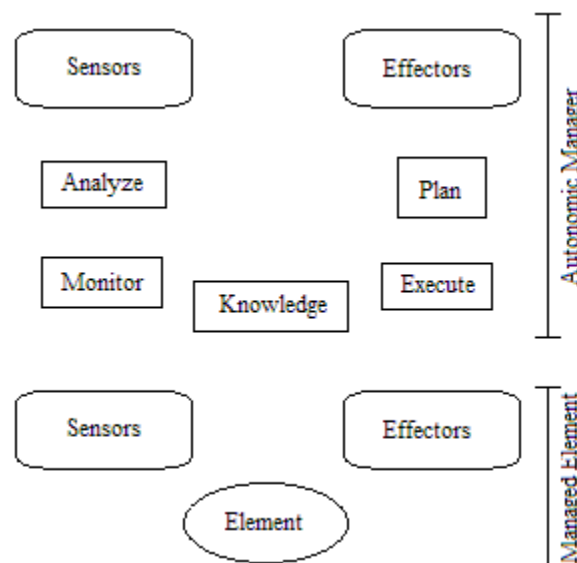 Sensors
Effectors
Analyze
Plan
Monitor
Knowledge
Execute
Autonomic Manager
Sensors
Effectors
Element
Managed Element